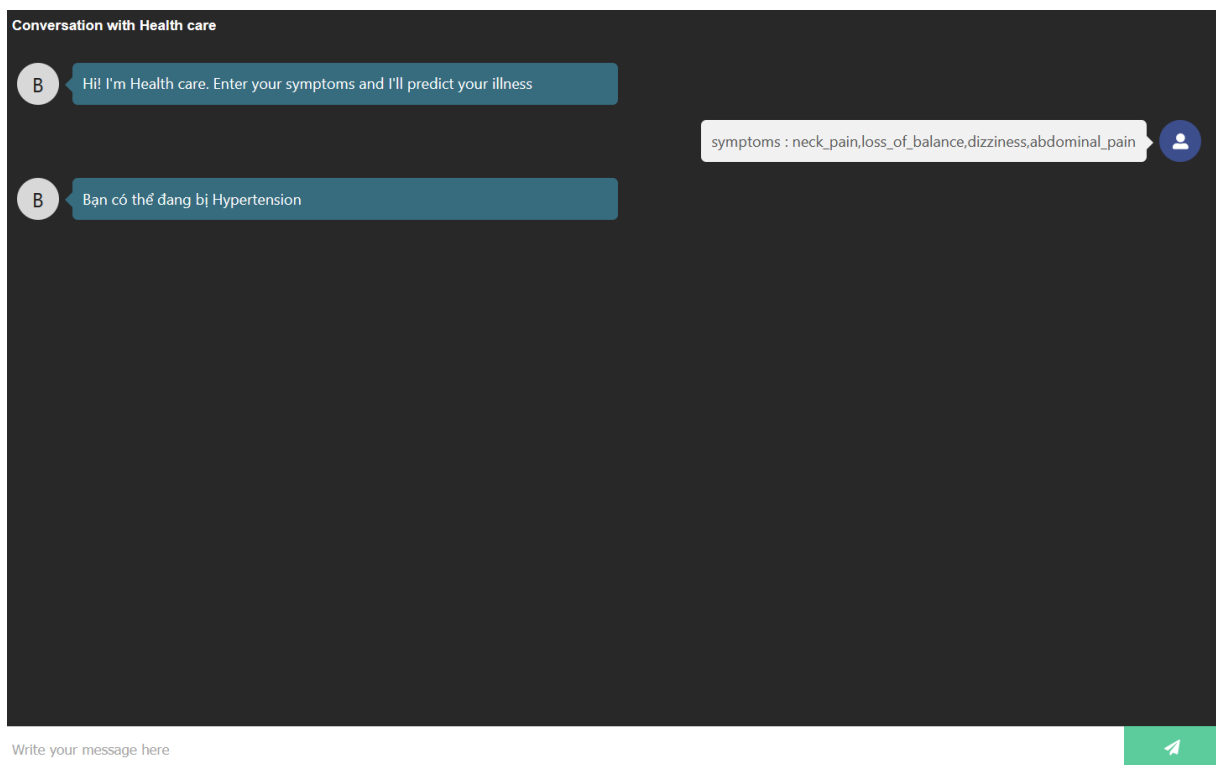 Conversation with Health care
B
Hi! I'm Health care. Enter your symptoms and I'll predict your illness
symptoms : neck_pain,loss_of_balance,dizziness,abdominal_pain
B
Bạn có thể đang bị Hypertension
Write your message here